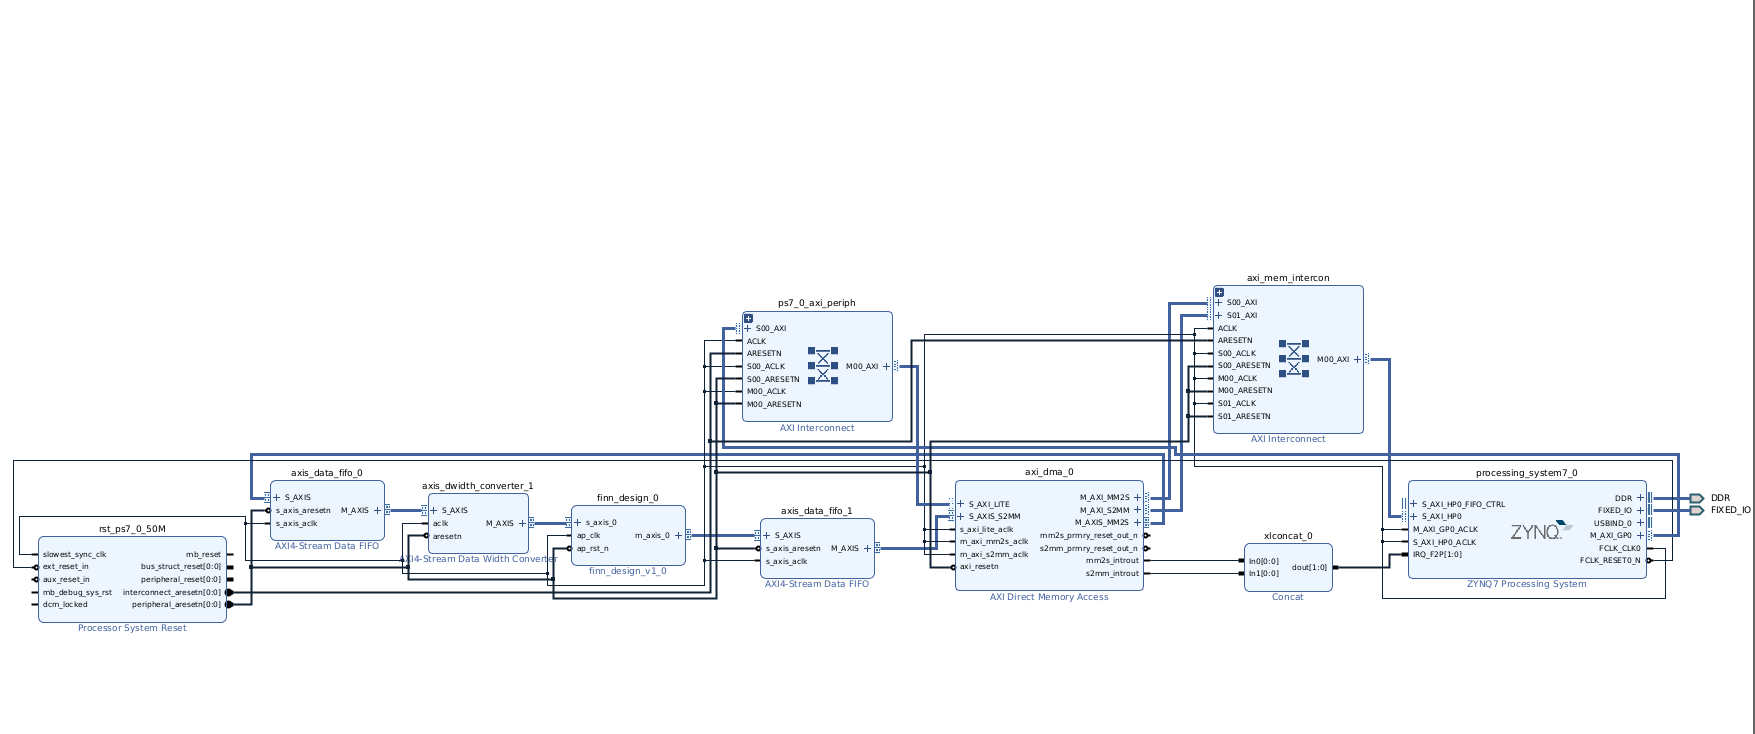 axi_mem_intercon
S00_AXI
S01_AXI
ACLK
ARESETN
S00_ACLK
S00_ARESETN
M00_ACLK
M00_ARESETN
S01_ACLK
S01_ARESETN
M00_AXI
AXI Interconnect
ps7_0_axi_periph
S00_AXI
ACLK
ARESETN
S00_ACLK
S00_ARESETN
M00_ACLK
M00_ARESETN
M00_AXI
AXI Interconnect
rst_ps7_0_50M
slowest_sync_clk
ext_reset_in
aux_reset_in
mb_debug_sys_rst
dcm_locked
mb_reset
bus_struct_reset[0:0]
peripheral_reset[0:0]
interconnect_aresetn[0:0]
peripheral_aresetn[0:0]
Processor System Reset
axis_data_fifo_0
S_AXIS
s_axis_aresetn
s_axis_aclk
M_AXIS
AXI4-Stream Data FIFO
axis_dwidth_converter_1
S_AXIS
aclk
aresetn
M_AXIS
AXI4-Stream Data Width Converter
finn_design_0
s_axis_0
ap_clk
ap_rst_n
m_axis_0
finn_design_v1_0
axis_data_fifo_1
S_AXIS
s_axis_aresetn
s_axis_aclk
M_AXIS
AXI4-Stream Data FIFO
axi_dma_0
S_AXI_LITE
S_AXIS_S2MM
s_axi_lite_aclk
m_axi_mm2s_aclk
m_axi_s2mm_aclk
axi_resetn
M_AXI_MM2S
M_AXI_S2MM
M_AXIS_MM2S
mm2s_prmry_reset_out_n
s2mm_prmry_reset_out_n
mm2s_introut
s2mm_introut
AXI Direct Memory Access
xlconcat_0
In0[0:0]
In1[0:0]
dout[1:0]
Concat
processing_system7_0
S_AXI_HP0_FIFO_CTRL
S_AXI_HP0
M_AXI_GP0_ACLK
S_AXI_HP0_ACLK
IRQ_F2P[1:0]
ZYNQ
DDR
FIXED_IO
USBIND_0
M_AXI_GP0
FCLK_CLK0
FCLK_RESET0_N
ZYNQ7 Processing System
DDR
FIXED_IO